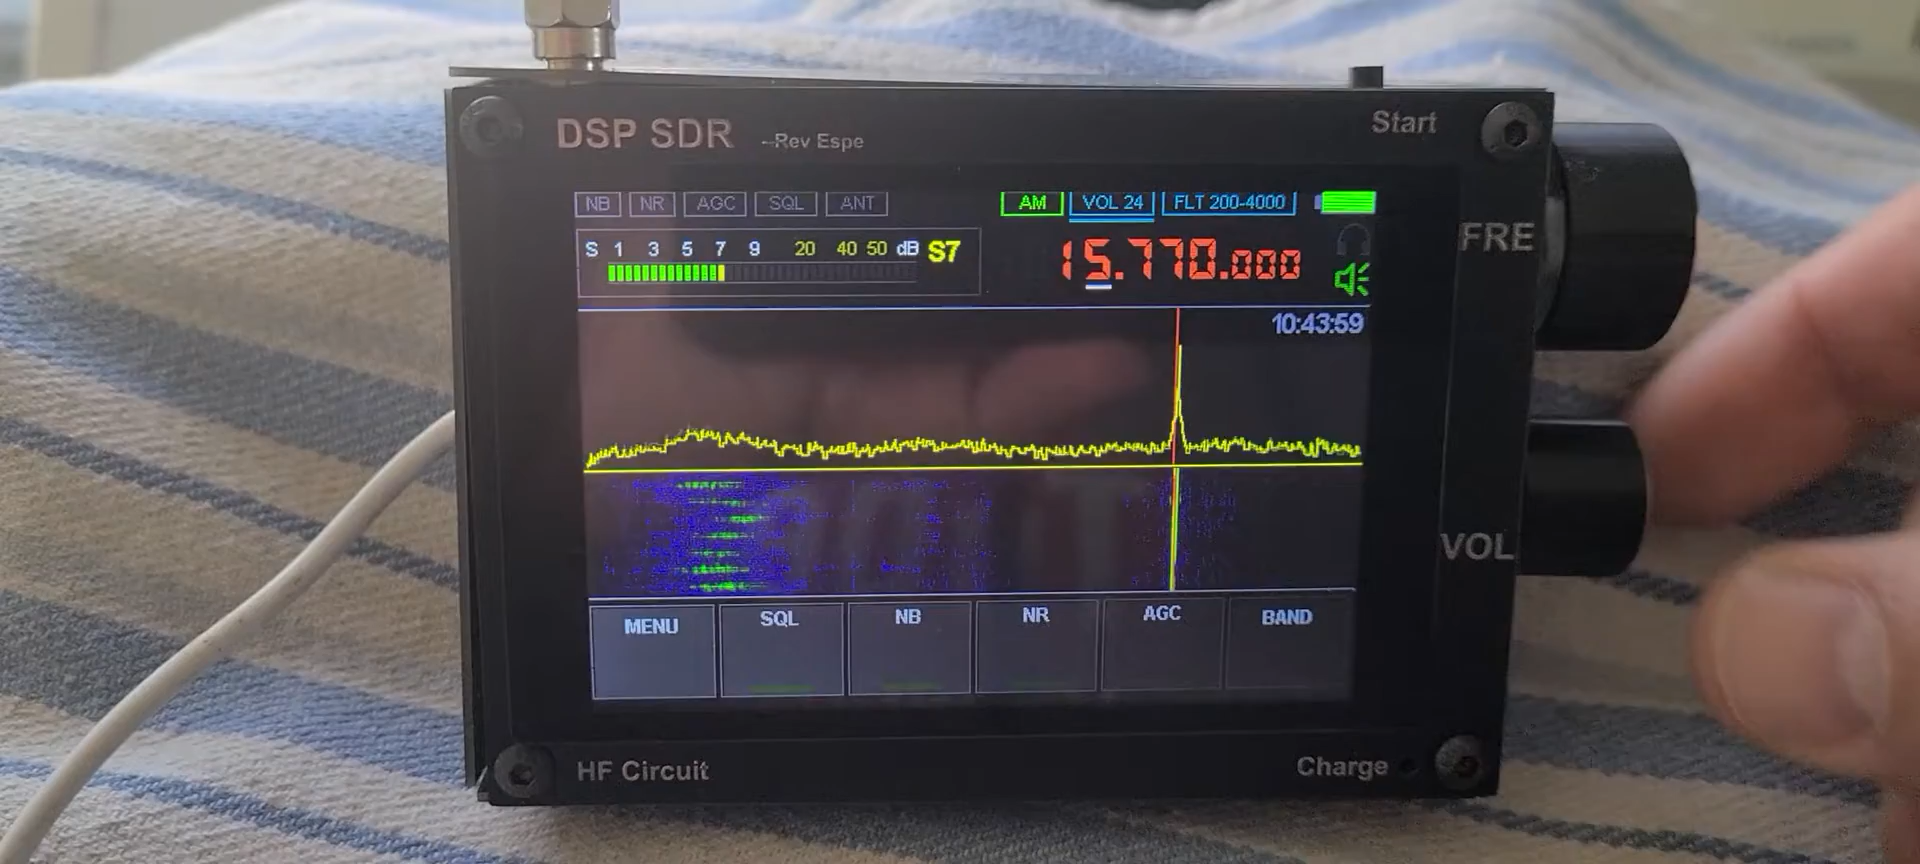 DSP SDR --Rev Espe
Start
NB NR AGC SQL ANT
AM VOL 24 FLT 200-4000
S 1 3 5 7 9 20 40 50 dB S7
15.770.000
FRE
10:43:59
VOL
MENU SQL NB NR AGC BAND
HF Circuit
Charge